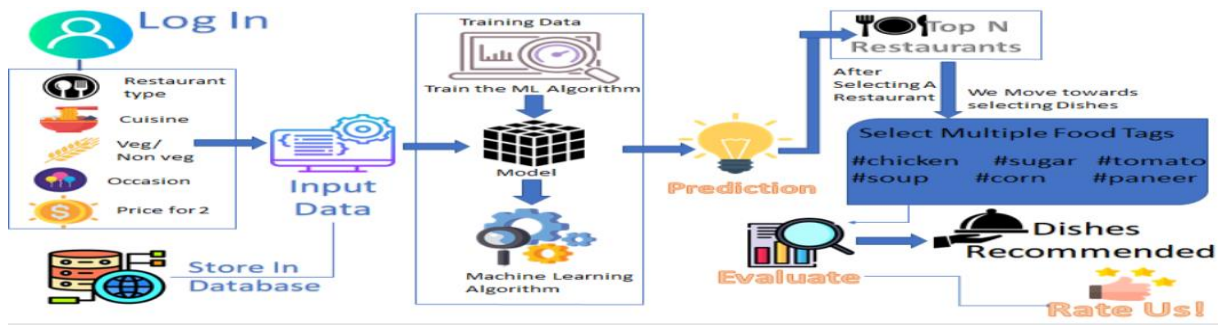 Log In
Restaurant
type
Cuisine
Veg/
Non veg
Occasion
Price for 2
Input
Data
Store In
Database
Training Data
Train the ML Algorithm
Model
Machine Learning
Algorithm
Prediction
Top N
Restaurants
After
Selecting A
Restaurant
We Move towards
selecting Dishes
Select Multiple Food Tags
#chicken #sugar #tomato
#soup #corn #paneer
Evaluate
Dishes
Recommended
Rate Us!